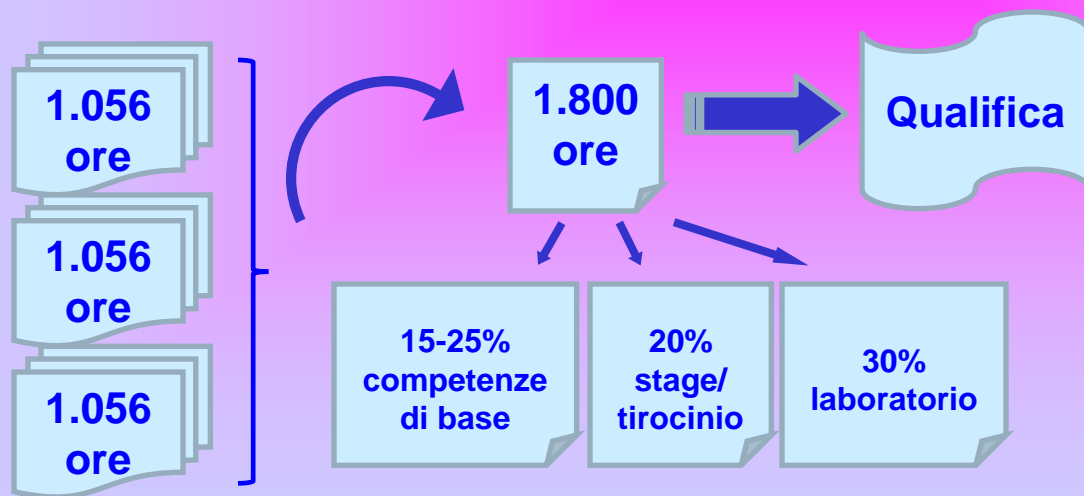 1.056
ore
1.056
ore
1.056
ore
1.800
ore
Qualifica
15-25%
competenze
di base
20%
stage/
tirocinio
30%
laboratorio